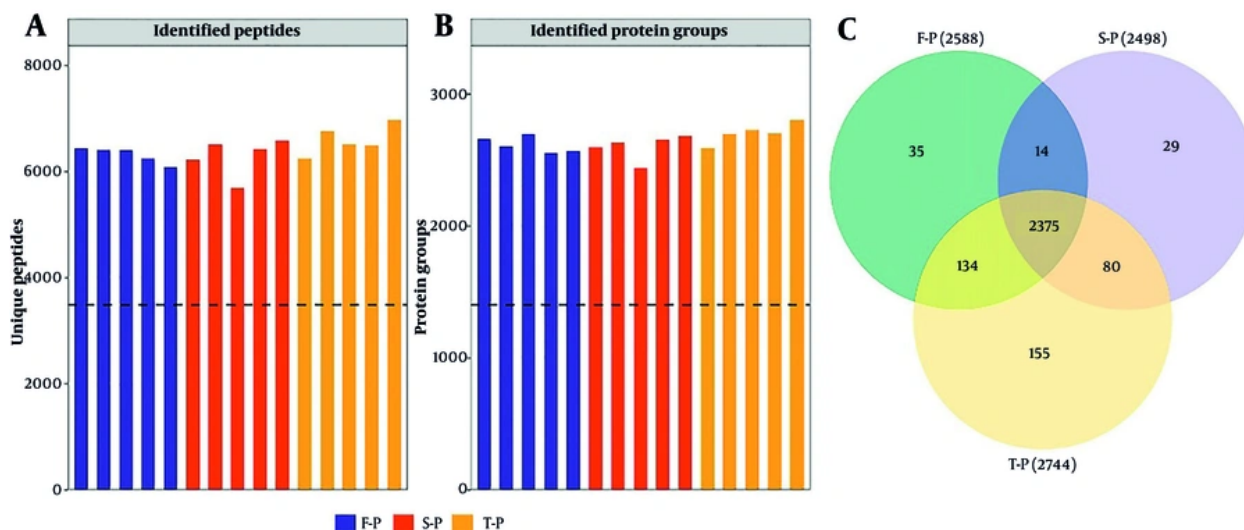 A
Identified peptides
Unique peptides
8000
6000
4000
2000
0
B
Identified protein groups
Protein groups
3000
2000
1000
0
F-P S-P T-P
C
F-P (2588)
S-P (2498)
35
14
29
2375
134
80
155
T-P (2744)